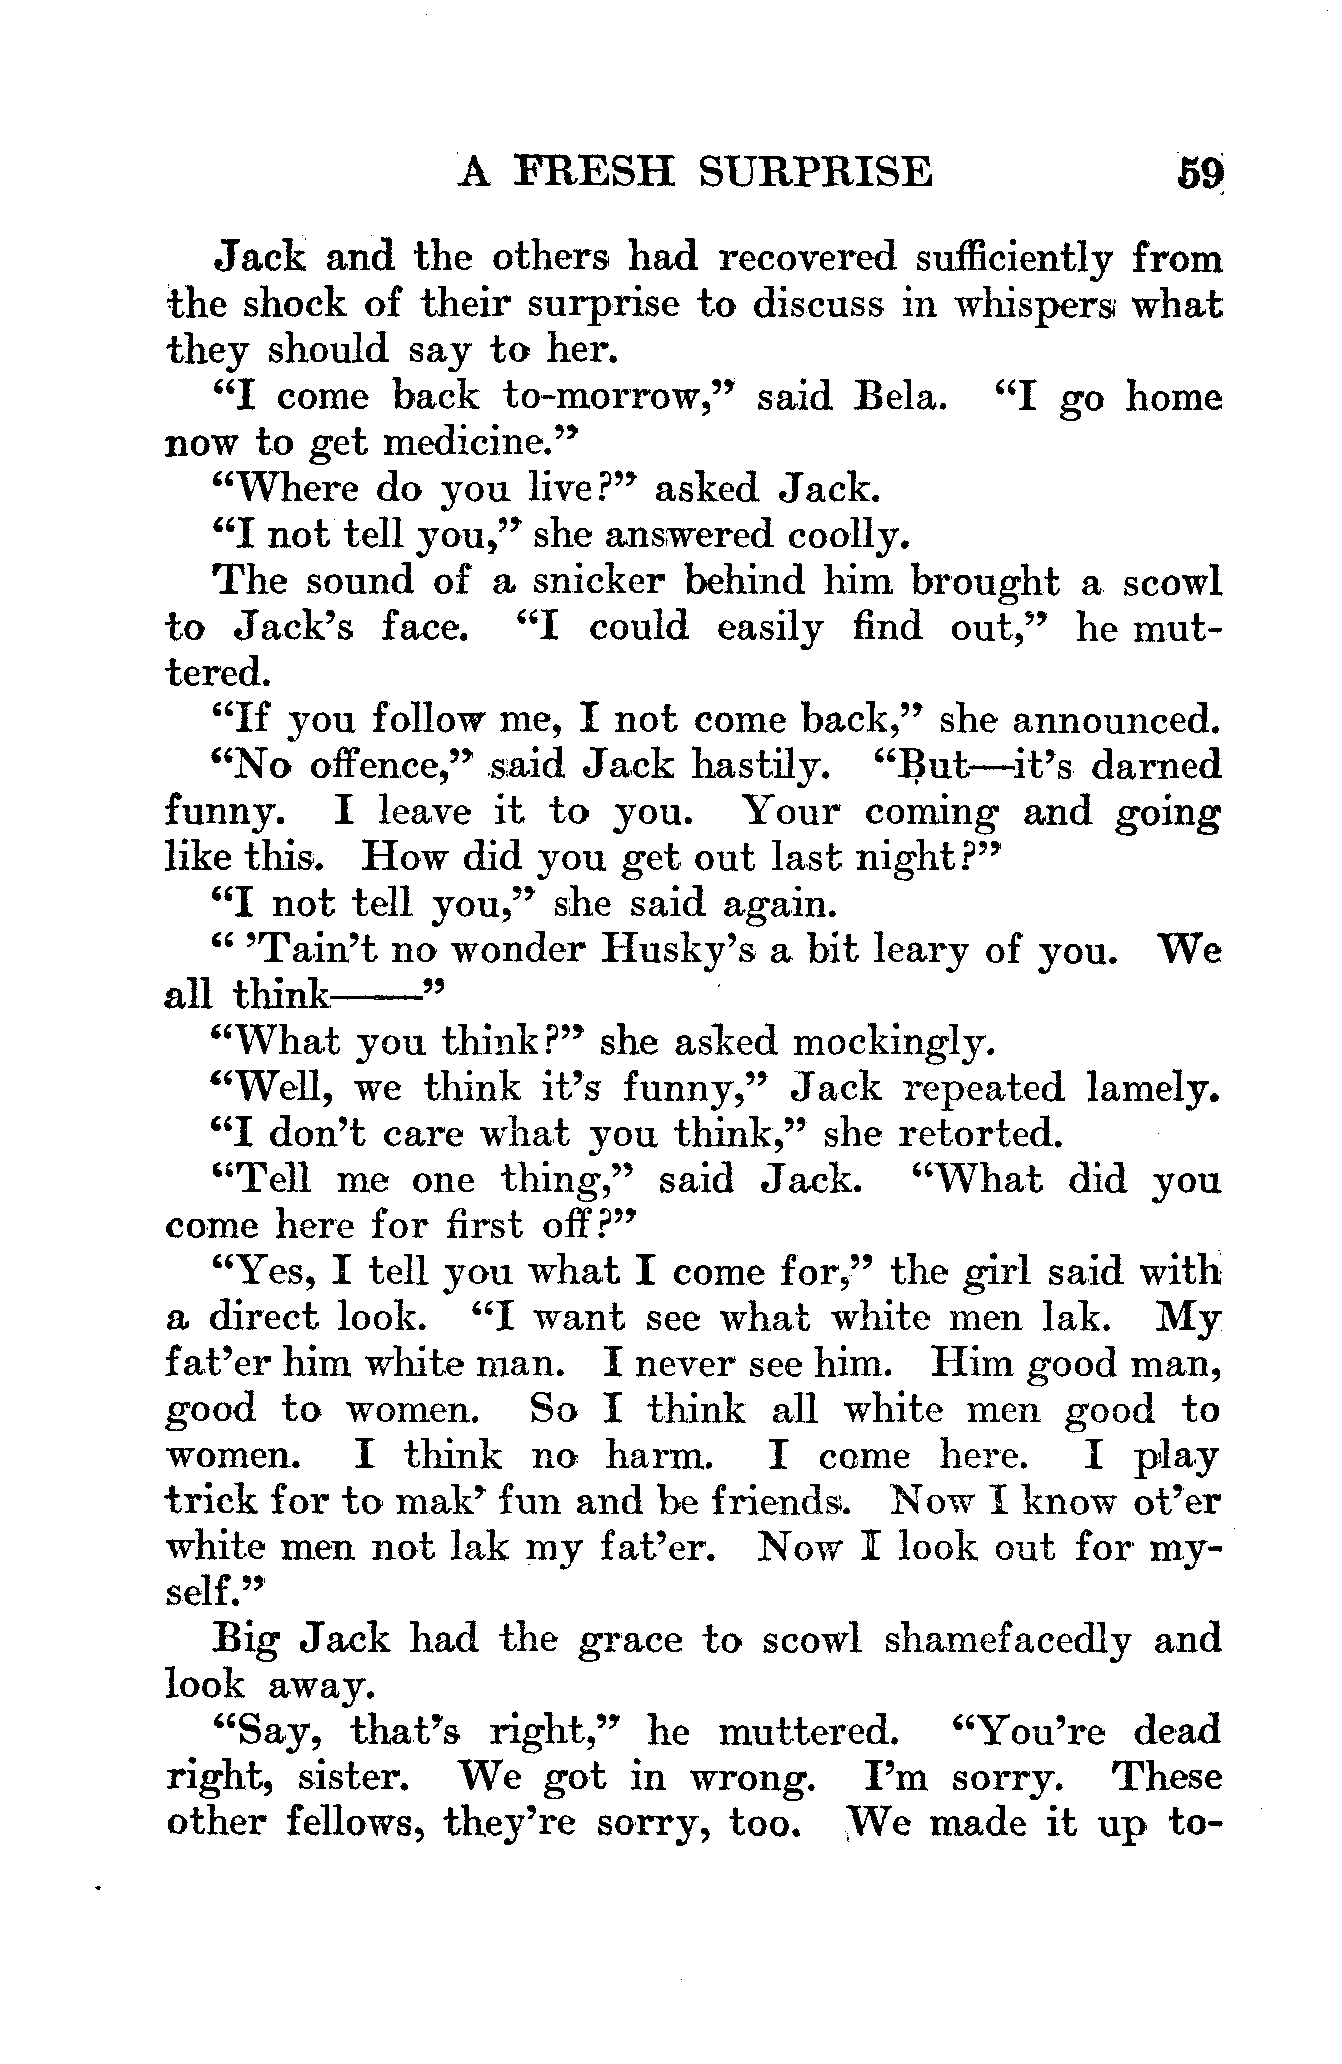 A FRESH SURPRISE 59
Jack and the others had recovered sufficiently from
the shock of their surprise to discuss in whispers what
they should say to her.
“I come back to-morrow,” said Bela. “I go home
now to get medicine.”
“Where do you live?” asked Jack.
“I not tell you,” she answered coolly.
The sound of a snicker behind him brought a scowl
to Jack’s face. “I could easily find out,” he mut-
tered.
“If you follow me, I not come back,” she announced.
“No offence,” said Jack hastily. “But—it’s darned
funny. I leave it to you. Your coming and going
like this. How did you get out last night?”
“I not tell you,” she said again.
“ ’Tain’t no wonder Husky’s a bit leary of you. We
all think——”
“What you think?” she asked mockingly.
“Well, we think it’s funny,” Jack repeated lamely.
“I don’t care what you think,” she retorted.
“Tell me one thing,” said Jack. “What did you
come here for first off?”
“Yes, I tell you what I come for,” the girl said with
a direct look. “I want see what white men lak. My
fat’er him white man. I never see him. Him good man,
good to women. So I think all white men good to
women. I think no harm. I come here. I play
trick for to mak’ fun and be friends. Now I know ot’er
white men not lak my fat’er. Now I look out for my-
self.”
Big Jack had the grace to scowl shamefacedly and
look away.
“Say, that’s right,” he muttered. “You’re dead
right, sister. We got in wrong. I’m sorry. These
other fellows, they’re sorry, too. We made it up to-